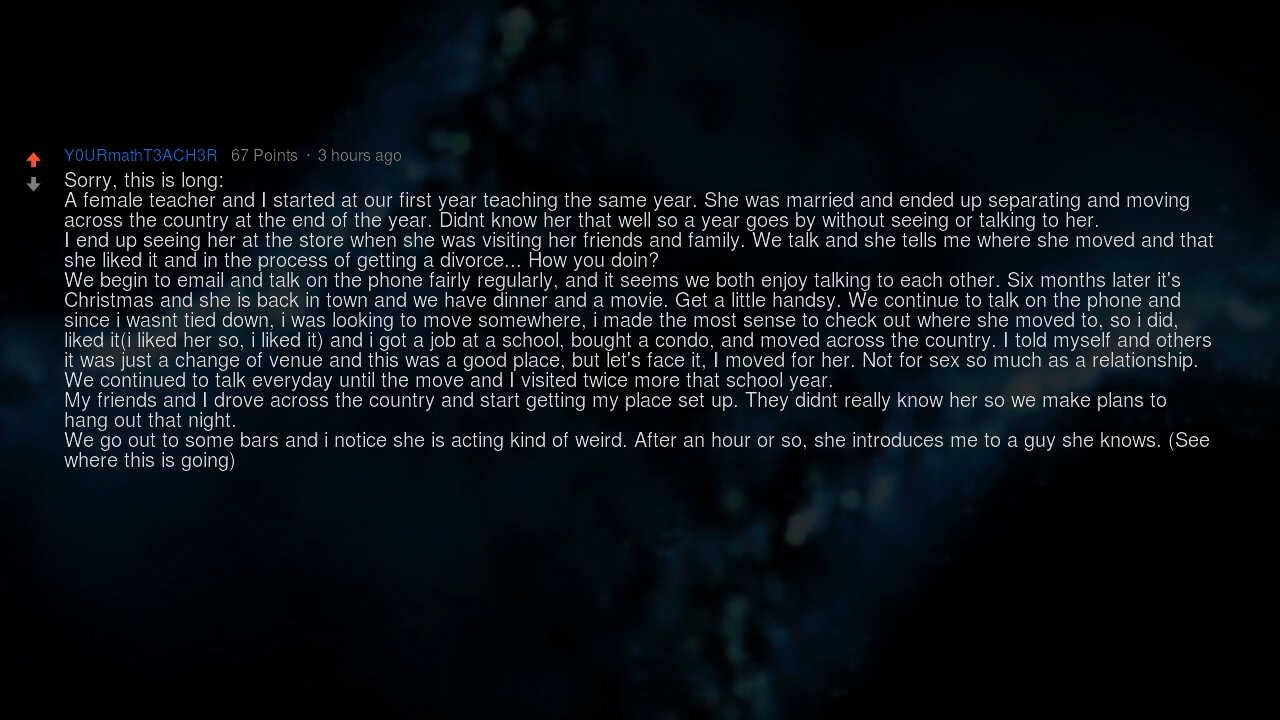 Y0URmathT3ACH3R 67 Points · 3 hours ago
Sorry, this is long:
A female teacher and I started at our first year teaching the same year. She was married and ended up separating and moving
across the country at the end of the year. Didnt know her that well so a year goes by without seeing or talking to her.
I end up seeing her at the store when she was visiting her friends and family. We talk and she tells me where she moved and that
she liked it and in the process of getting a divorce... How you doin?
We begin to email and talk on the phone fairly regularly, and it seems we both enjoy talking to each other. Six months later it's
Christmas and she is back in town and we have dinner and a movie. Get a little handsy. We continue to talk on the phone and
since i wasnt tied down, i was looking to move somewhere, i made the most sense to check out where she moved to, so i did,
liked it(i liked her so, i liked it) and i got a job at a school, bought a condo, and moved across the country. I told myself and others
it was just a change of venue and this was a good place, but let's face it, I moved for her. Not for sex so much as a relationship.
We continued to talk everyday until the move and I visited twice more that school year.
My friends and I drove across the country and start getting my place set up. They didnt really know her so we make plans to
hang out that night.
We go out to some bars and i notice she is acting kind of weird. After an hour or so, she introduces me to a guy she knows. (See
where this is going)